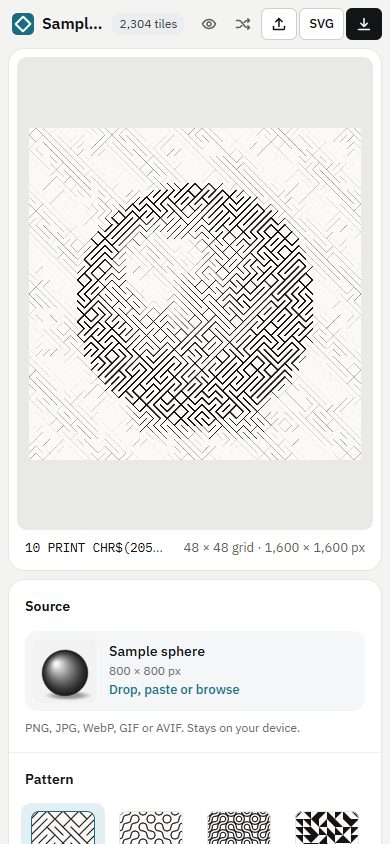 Sampl... 2,304 tiles SVG
10 PRINT CHR$(205... 48 × 48 grid · 1,600 × 1,600 px
Source
Sample sphere
800 × 800 px
Drop, paste or browse
PNG, JPG, WebP, GIF or AVIF. Stays on your device.
Pattern